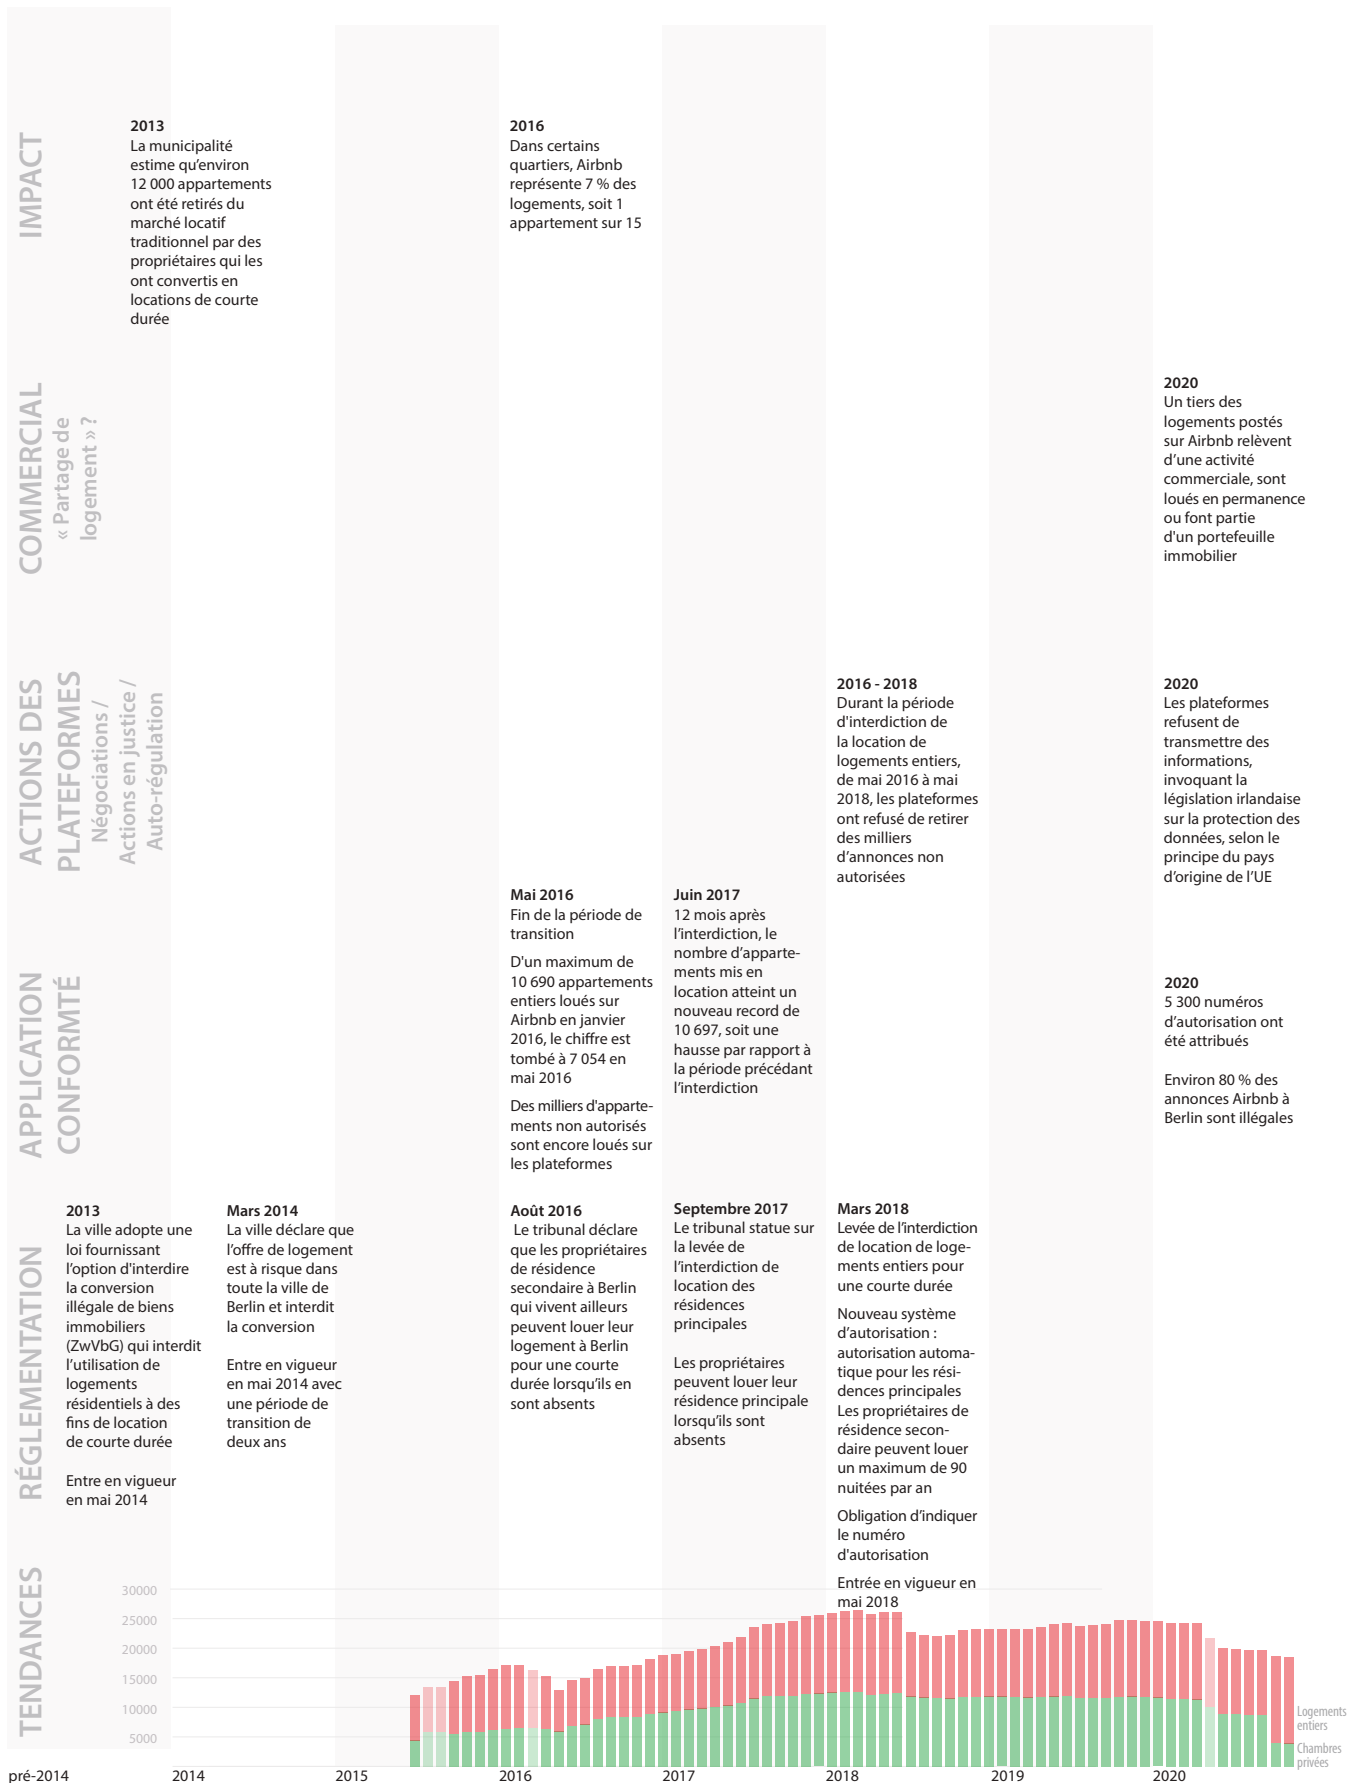 IMPACT
2013
La municipalité
estime qu’environ
12 000 appartements
ont été retirés du
marché locatif
traditionnel par des
propriétaires qui les
ont convertis en
locations de courte
durée
2016
Dans certains
quartiers, Airbnb
représente 7 % des
logements, soit 1
appartement sur 15
COMMERCIAL
« Partage de
logement » ?
2020
Un tiers des
logements postés
sur Airbnb relèvent
d’une activité
commerciale, sont
loués en permanence
ou font partie
d'un portefeuille
immobilier
ACTIONS DES
PLATEFORMES
Négociations /
Actions en justice /
Auto-régulation
2016 - 2018
Durant la période
d'interdiction de
la location de
logements entiers,
de mai 2016 à mai
2018, les plateformes
ont refusé de retirer
des milliers
d’annonces non
autorisées
2020
Les plateformes
refusent de
transmettre des
informations,
invoquant la
législation irlandaise
sur la protection des
données, selon le
principe du pays
d’origine de l’UE
APPLICATION
CONFORMTÉ
Mai 2016
Fin de la période de
transition
D'un maximum de
10 690 appartements
entiers loués sur
Airbnb en janvier
2016, le chiffre est
tombé à 7 054 en
mai 2016
Des milliers d'apparte-
ments non autorisés
sont encore loués sur
les plateformes
Juin 2017
12 mois après
l’interdiction, le
nombre d’apparte-
ments mis en
location atteint un
nouveau record de
10 697, soit une
hausse par rapport à
la période précédant
l’interdiction
2020
5 300 numéros
d’autorisation ont
été attribués
Environ 80 % des
annonces Airbnb à
Berlin sont illégales
RÉGLEMENTATION
2013
La ville adopte une
loi fournissant
l’option d'interdire
la conversion
illégale de biens
immobiliers
(ZwVbG) qui interdit
l’utilisation de
logements
résidentiels à des
fins de location
de courte durée
Entre en vigueur
en mai 2014
Mars 2014
La ville déclare que
l’offre de logement
est à risque dans
toute la ville de
Berlin et interdit
la conversion
Entre en vigueur
en mai 2014 avec
une période de
transition de
deux ans
Août 2016
Le tribunal déclare
que les propriétaires
de résidence
secondaire à Berlin
qui vivent ailleurs
peuvent louer leur
logement à Berlin
pour une courte
durée lorsqu’ils en
sont absents
Septembre 2017
Le tribunal statue sur
la levée de
l’interdiction de
location des
résidences
principales
Les propriétaires
peuvent louer leur
résidence principale
lorsqu’ils sont
absents
Mars 2018
Levée de l’interdiction
de location de loge-
ments entiers pour
une courte durée
Nouveau système
d’autorisation :
autorisation automa-
tique pour les rési-
dences principales
Les propriétaires de
résidence secon-
daire peuvent louer
un maximum de 90
nuitées par an
Obligation d’indiquer
le numéro
d'autorisation
Entrée en vigueur en
mai 2018
TENDANCES
30000
25000
20000
15000
10000
5000
Logements
entiers
Chambres
privées
pré-2014
2014
2015
2016
2017
2018
2019
2020